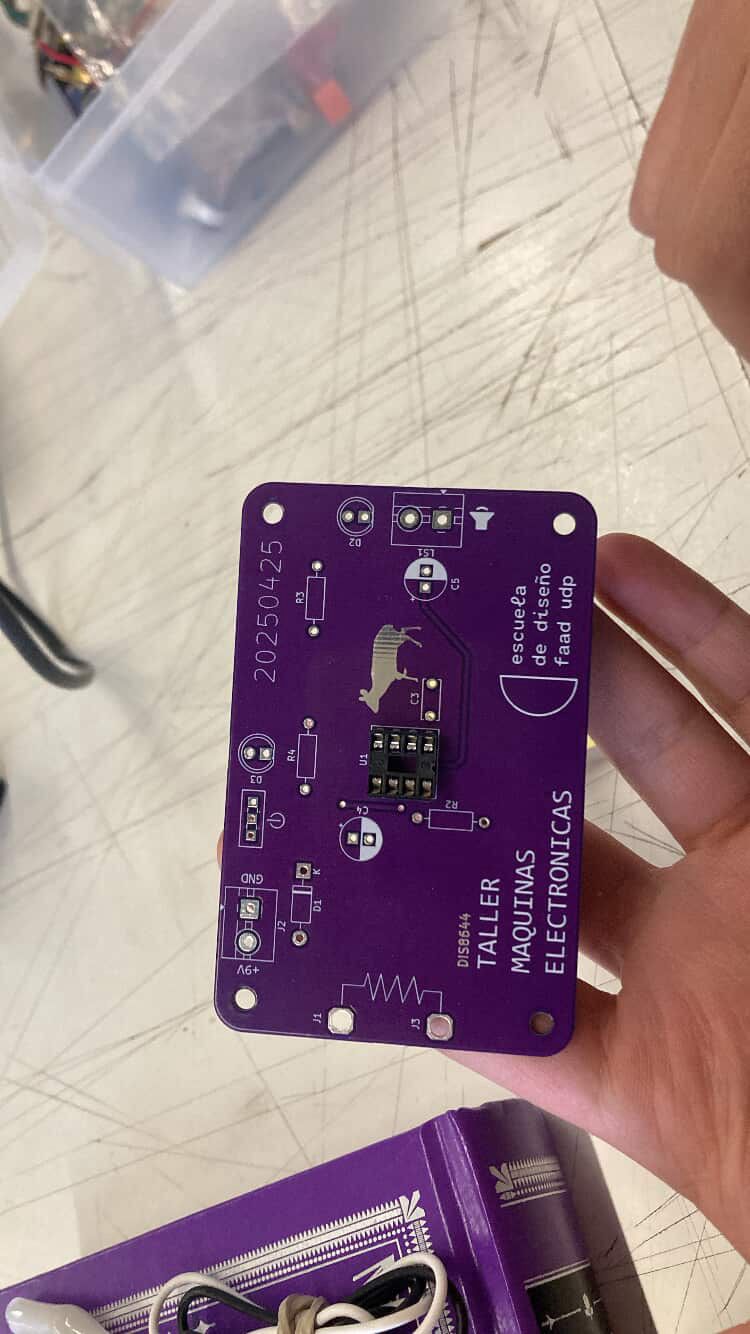 +9V
GND
J2
D3
20250425
D1
K
R4
R3
J1
C4
U1
D2
J3
R2
C3
C5
LS1
DIS8644
TALLER
MAQUINAS
ELECTRONICAS
escuela
de diseño
faad udp